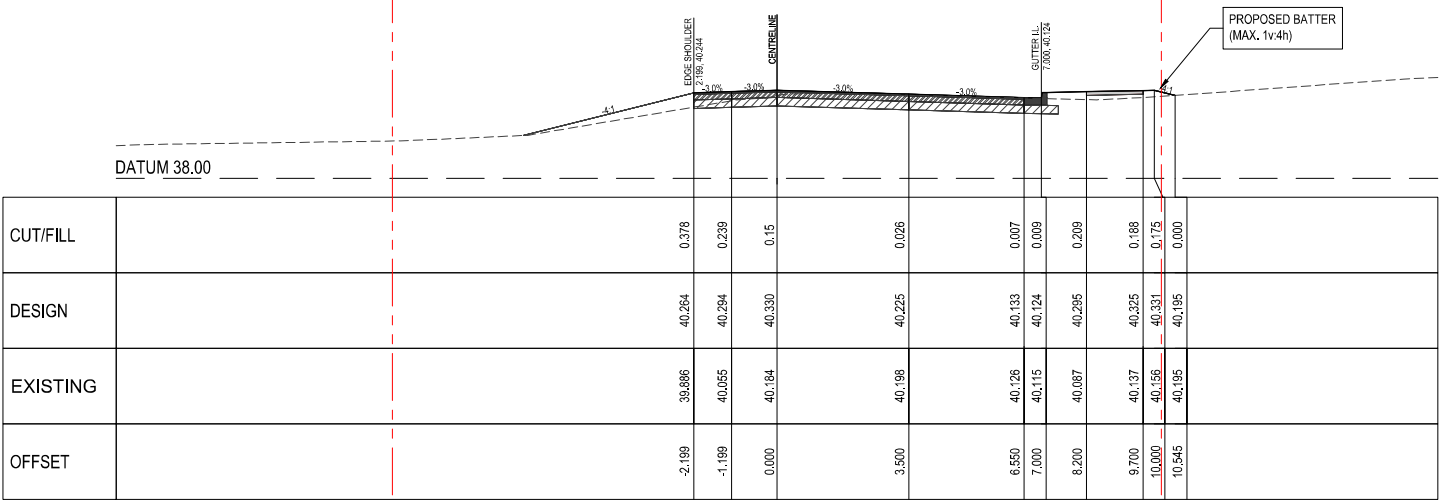 EDGE SHOULDER
2.199, 40.244
CENTRELINE
GUTTER I.L.
7.000, 40.124
PROPOSED BATTER
(MAX. 1v:4h)
-4:1
-3.0%
-3.0%
-3.0%
-3.0%
-4:1
DATUM 38.00
CUT/FILL 0.378 0.239 0.15 0.026 0.007 0.009 0.209 0.188 0.175 0.000
DESIGN 40.264 40.294 40.330 40.225 40.133 40.124 40.295 40.325 40.331 40.195
EXISTING 39.886 40.055 40.184 40.198 40.126 40.115 40.087 40.137 40.156 40.195
OFFSET -2.199 -1.199 0.000 3.500 6.550 7.000 8.200 9.700 10.000 10.545